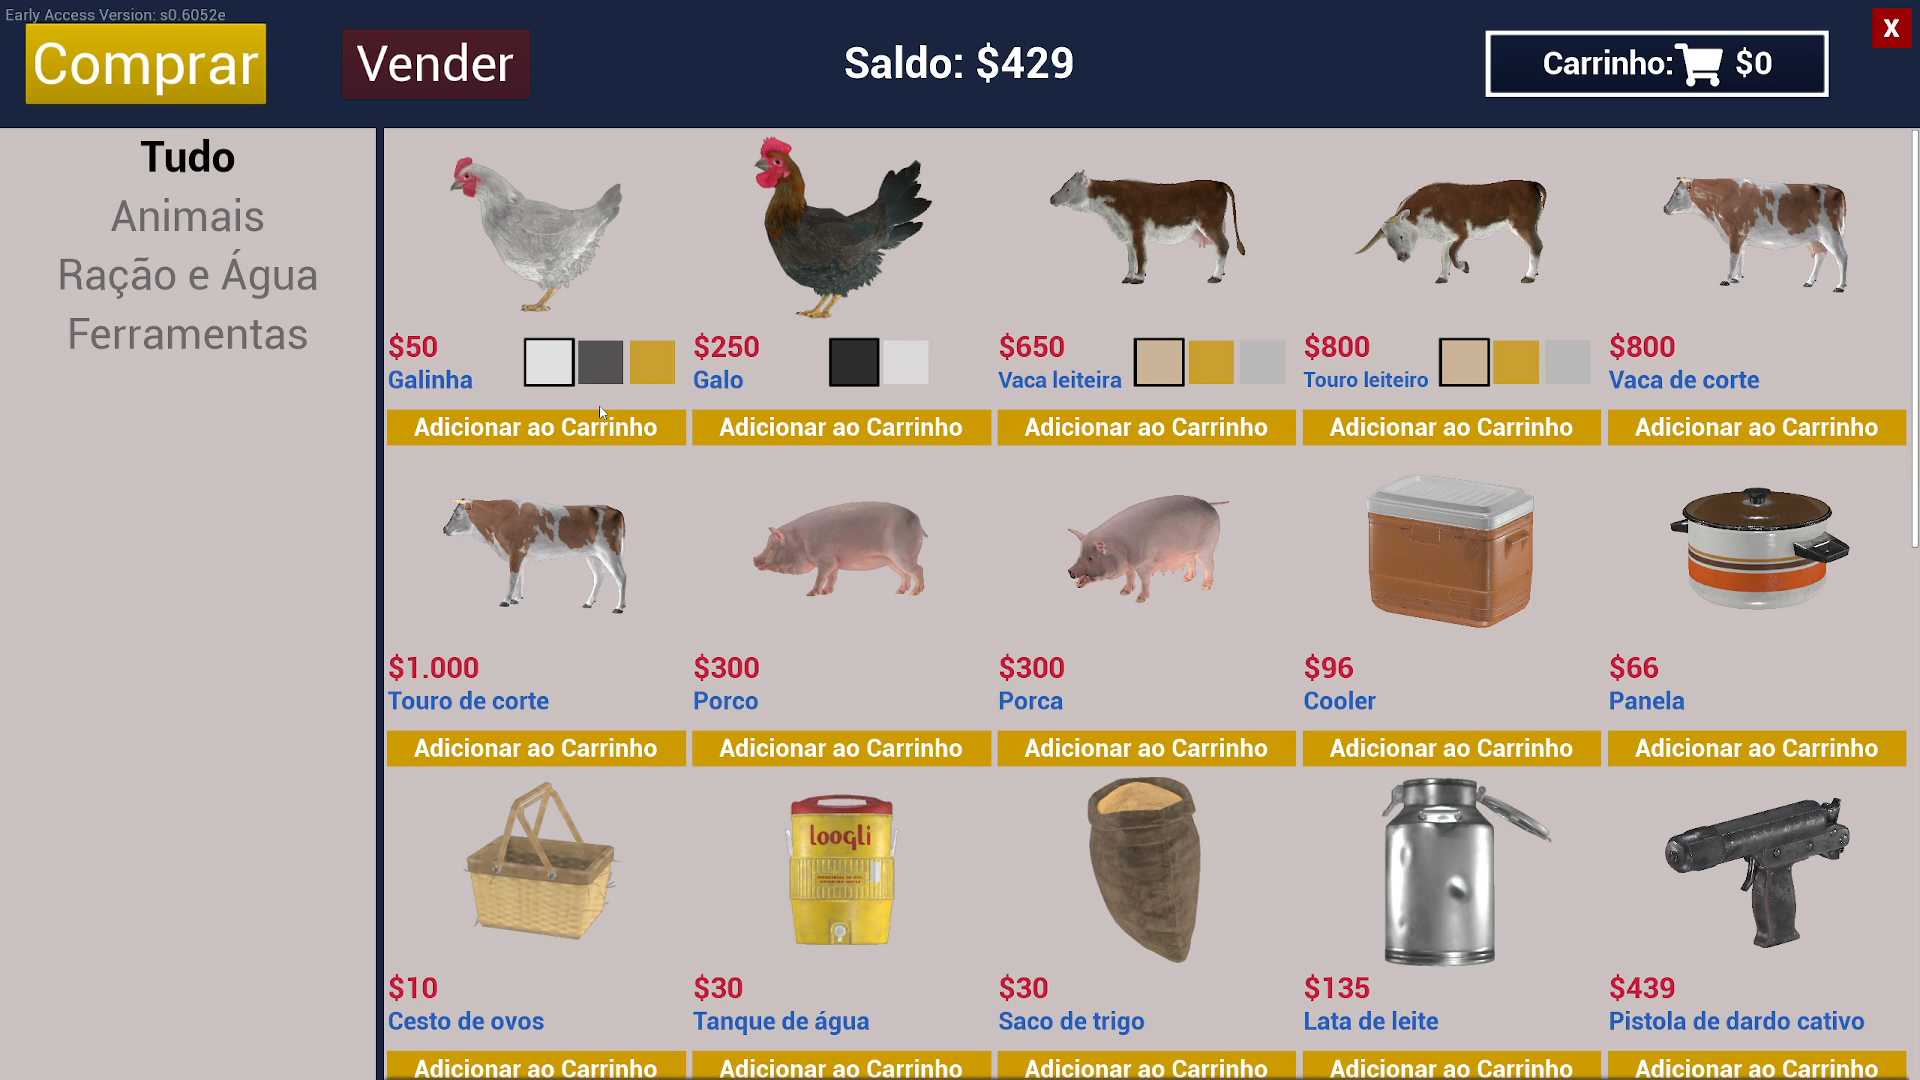 Early Access Version: s0.6052e
Comprar
Vender
Saldo: $429
Carrinho: $0
X
Tudo
Animais
Ração e Água
Ferramentas
$50
Galinha
Adicionar ao Carrinho
$250
Galo
Adicionar ao Carrinho
$650
Vaca leiteira
Adicionar ao Carrinho
$800
Touro leiteiro
Adicionar ao Carrinho
$800
Vaca de corte
Adicionar ao Carrinho
$1.000
Touro de corte
Adicionar ao Carrinho
$300
Porco
Adicionar ao Carrinho
$300
Porca
Adicionar ao Carrinho
$96
Cooler
Adicionar ao Carrinho
$66
Panela
Adicionar ao Carrinho
$10
Cesto de ovos
Adicionar ao Carrinho
looqli
$30
Tanque de água
Adicionar ao Carrinho
$30
Saco de trigo
Adicionar ao Carrinho
$135
Lata de leite
Adicionar ao Carrinho
$439
Pistola de dardo cativo
Adicionar ao Carrinho